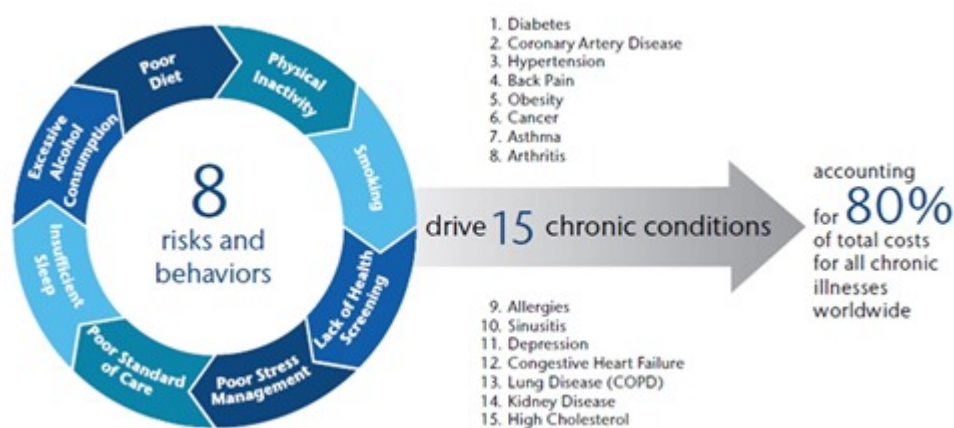 Poor
Diet
Physical
Inactivity
Smoking
Lack of Health
Screening
Poor Stress
Management
Poor Standard
of Care
Insufficient
Sleep
Excessive
Alcohol
Consumption
8
risks and
behaviors
1. Diabetes
2. Coronary Artery Disease
3. Hypertension
4. Back Pain
5. Obesity
6. Cancer
7. Asthma
8. Arthritis
drive 15 chronic conditions
9. Allergies
10. Sinusitis
11. Depression
12. Congestive Heart Failure
13. Lung Disease (COPD)
14. Kidney Disease
15. High Cholesterol
accounting
for 80%
of total costs
for all chronic
illnesses
worldwide